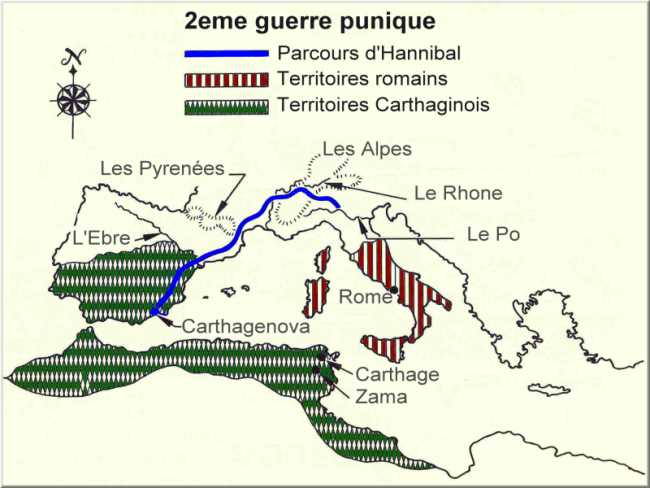 2eme guerre punique
Parcours d'Hannibal
Territoires romains
Territoires Carthaginois
N
Les Alpes
Les Pyrenées
Le Rhone
L'Ebre
Le Po
Rome
Carthagenova
Carthage
Zama